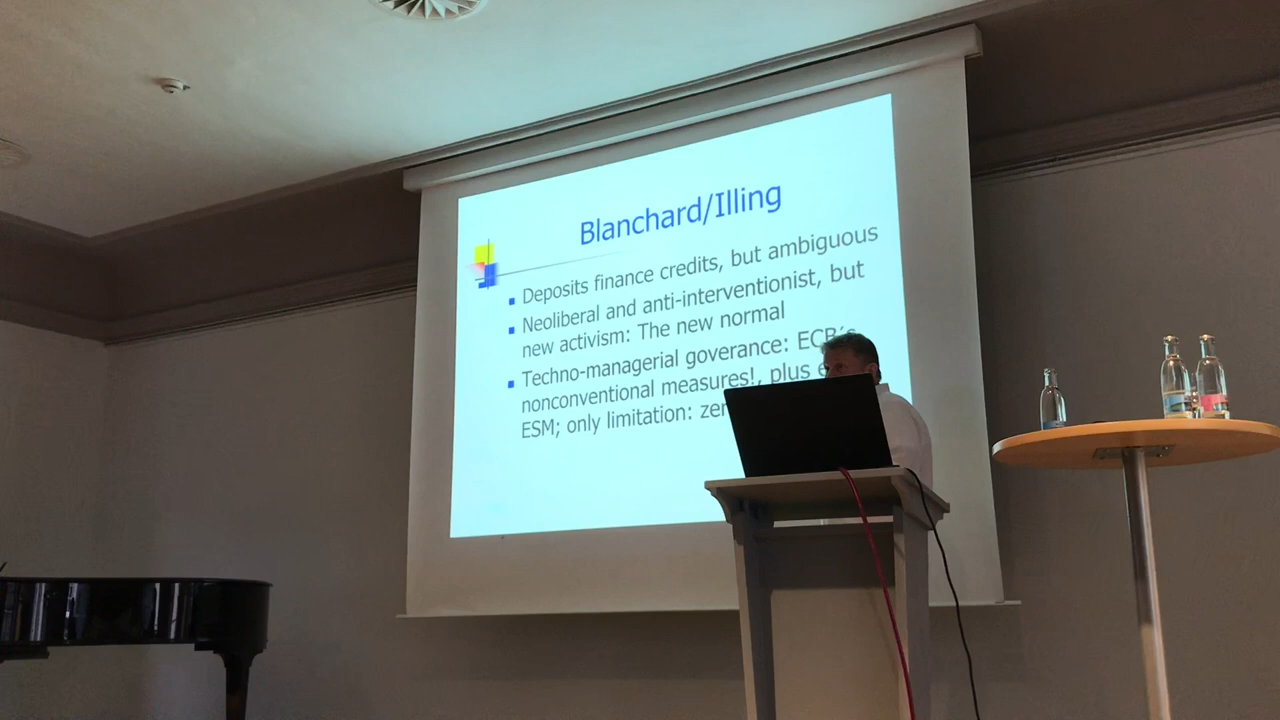 Blanchard/Illing
Deposits finance credits, but ambiguous
Neoliberal and anti-interventionist, but
new activism: The new normal
Techno-managerial goverance: ECB´s
nonconventional measures!, plus
ESM; only limitation: